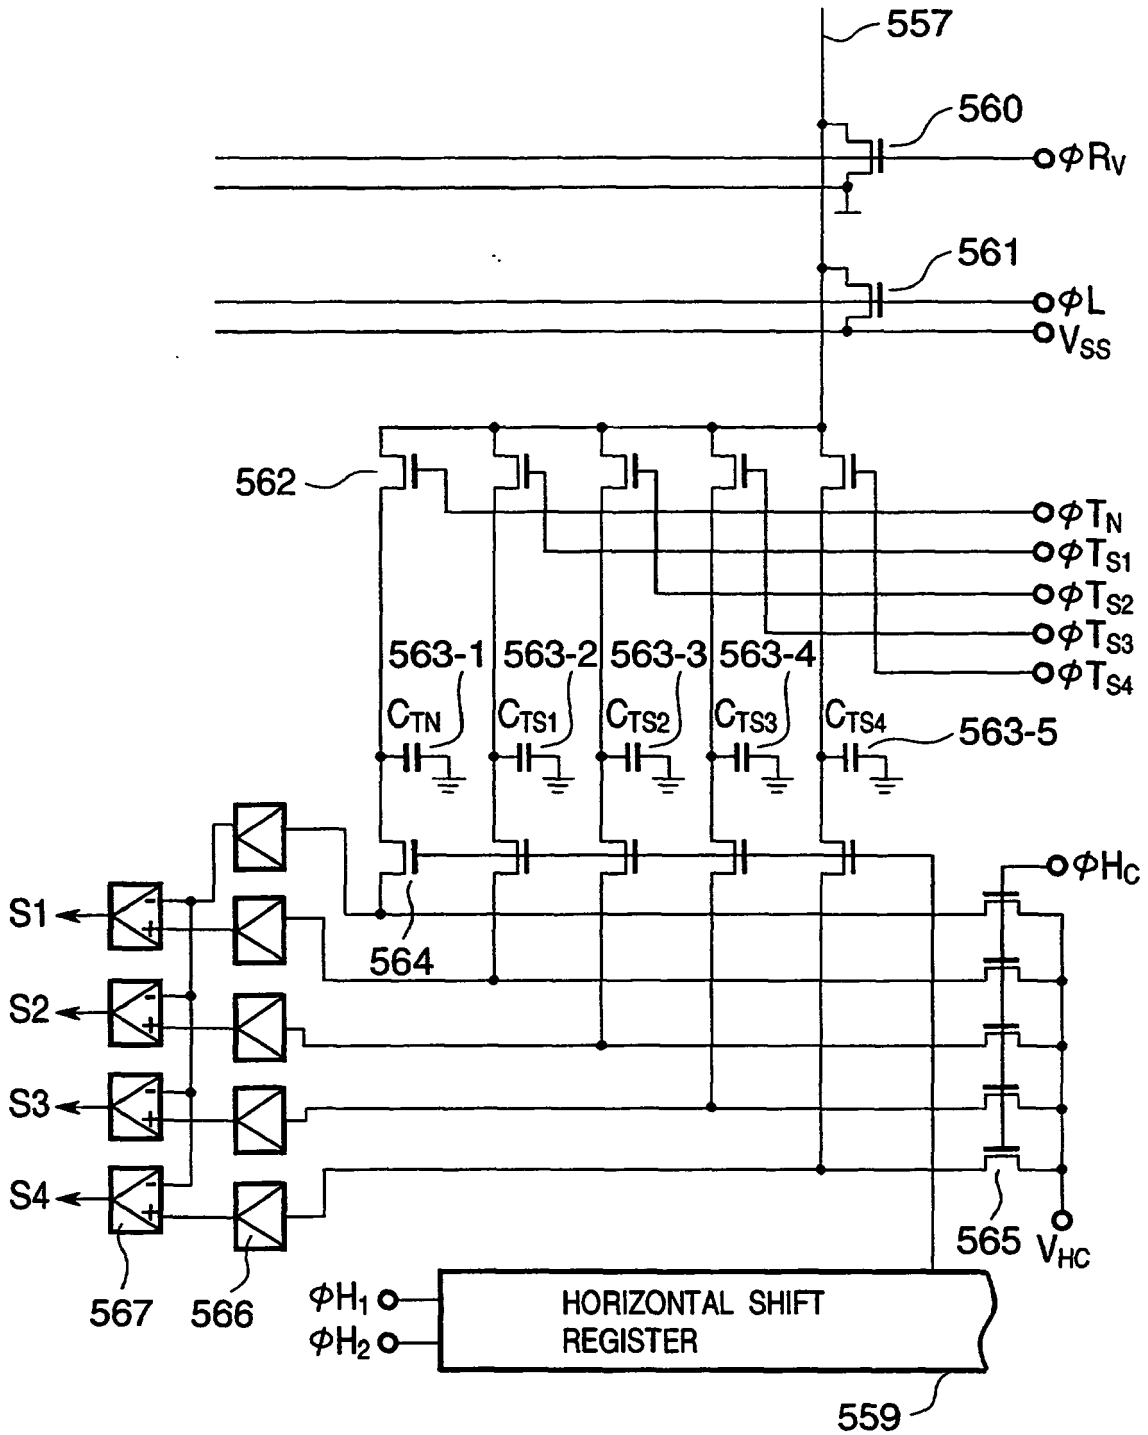 557
560
ϕRV
561
ϕL
VSS
562
ϕTN
ϕTS1
ϕTS2
ϕTS3
ϕTS4
563-1 563-2 563-3 563-4
CTN CTS1 CTS2 CTS3 CTS4
563-5
ϕHC
S1 - +
564
S2 - +
S3 - +
S4 - +
565
VHC
567 566
ϕH1
HORIZONTAL SHIFT
ϕH2
REGISTER
559